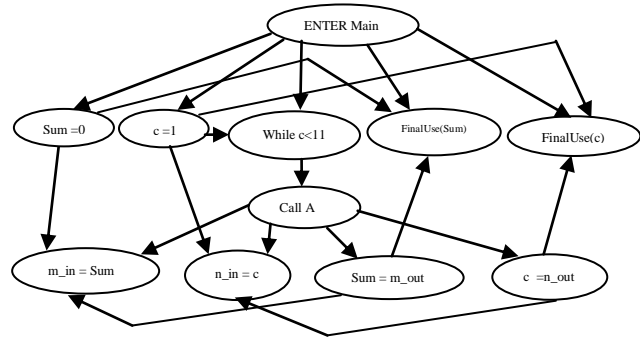 ENTER Main
Sum =0
c =1
While c<11
FinalUse(Sum)
FinalUse(c)
Call A
m_in = Sum
n_in = c
Sum = m_out
c =n_out